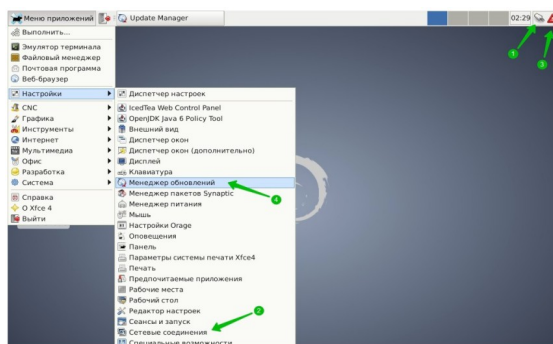 Меню приложений
Update Manager
02:29
Выполнить...
Эмулятор терминала
Файловый менеджер
Почтовая программа
Веб-браузер
Настройки
CNC
Графика
Инструменты
Интернет
Мультимедиа
Офис
Разработка
Система
Справка
О Xfce 4
Выйти
Диспетчер настроек
IcedTea Web Control Panel
OpenJDK Java 6 Policy Tool
Внешний вид
Диспетчер окон
Диспетчер окон (дополнительно)
Дисплей
Клавиатура
Менеджер обновлений
Менеджер пакетов Synaptic
Менеджер питания
Мышь
Настройки Orage
Оповещения
Панель
Параметры системы печати Xfce4
Печать
Предпочитаемые приложения
Рабочие места
Рабочий стол
Редактор настроек
Сеансы и запуск
Сетевые соединения
Специальные возможности
1
3
4
2